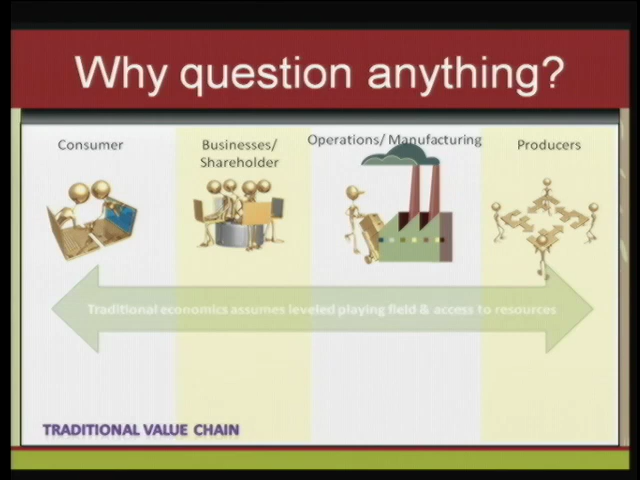 Why question anything?
Consumer
Businesses/
Shareholder
Operations/ Manufacturing
Producers
Traditional economics assumes leveled playing field & access to resources
TRADITIONAL VALUE CHAIN